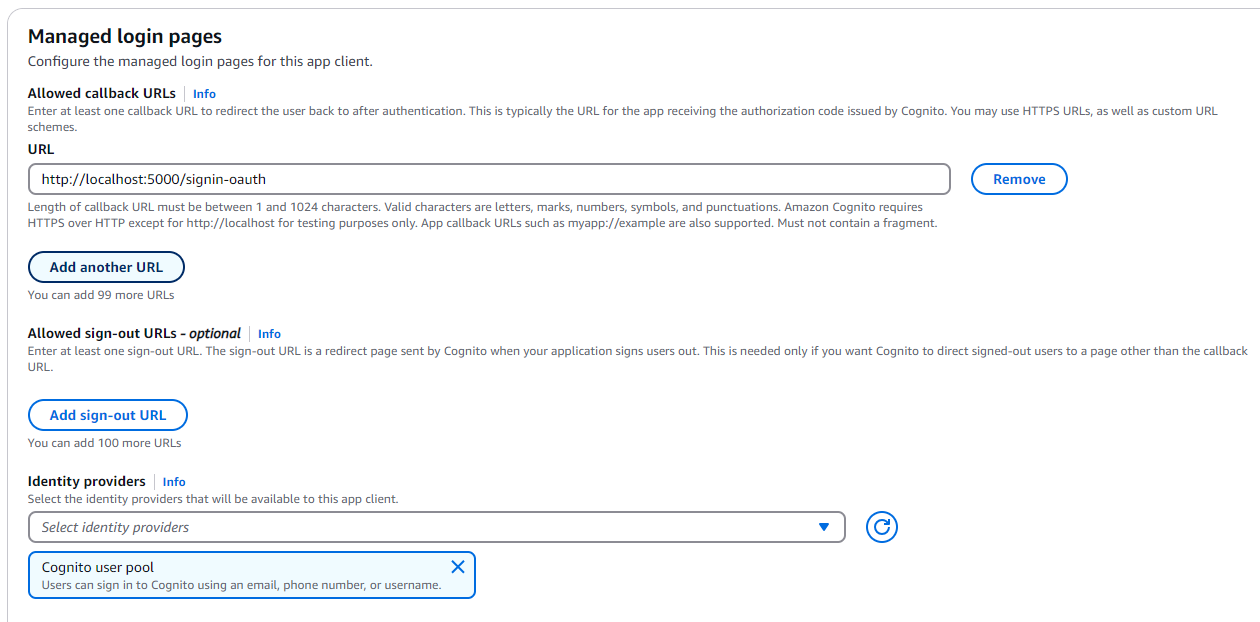 Managed login pages
Configure the managed login pages for this app client.
Allowed callback URLs Info
Enter at least one callback URL to redirect the user back to after authentication. This is typically the URL for the app receiving the authorization code issued by Cognito. You may use HTTPS URLs, as well as custom URL
schemes.
URL
http://localhost:5000/signin-oauth Remove
Length of callback URL must be between 1 and 1024 characters. Valid characters are letters, marks, numbers, symbols, and punctuations. Amazon Cognito requires
HTTPS over HTTP except for http://localhost for testing purposes only. App callback URLs such as myapp://example are also supported. Must not contain a fragment.
Add another URL
You can add 99 more URLs
Allowed sign-out URLs - optional Info
Enter at least one sign-out URL. The sign-out URL is a redirect page sent by Cognito when your application signs users out. This is needed only if you want Cognito to direct signed-out users to a page other than the callback
URL.
Add sign-out URL
You can add 100 more URLs
Identity providers Info
Select the identity providers that will be available to this app client.
Select identity providers
Cognito user pool
Users can sign in to Cognito using an email, phone number, or username.